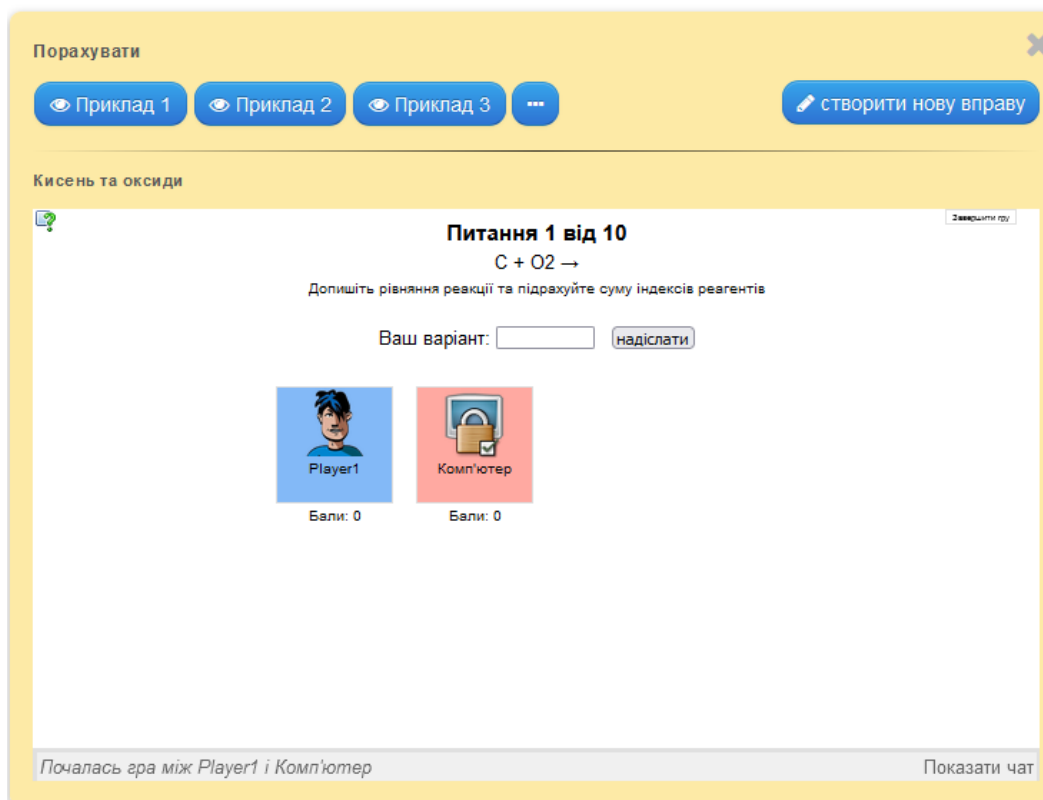 Порахувати
Приклад 1 Приклад 2 Приклад 3 ... створити нову вправу
Кисень та оксиди
Завершити гру
Питання 1 від 10
C + O2 →
Допишіть рівняння реакції та підрахуйте суму індексів реагентів
Ваш варіант: надіслати
Player1 Комп'ютер
Бали: 0 Бали: 0
Почалась гра між Player1 і Комп'ютер Показати чат